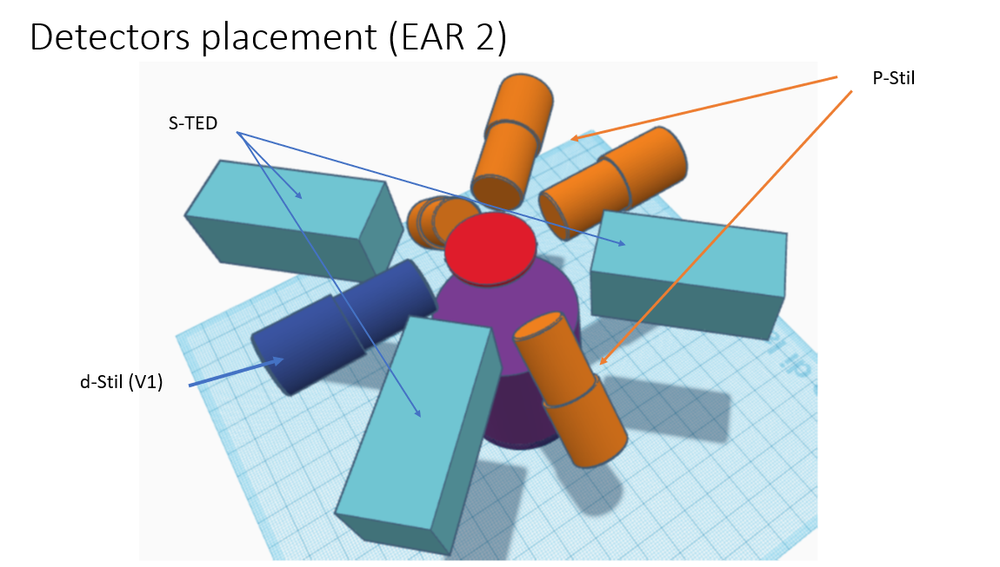 Detectors placement (EAR 2)
P-Stil
S-TED
d-Stil (V1)